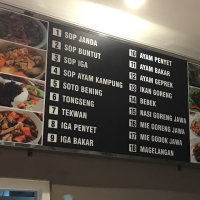 1 SOP JANDA
2 SOP BUNTUT
3 SOP IGA
4 SOP AYAM KAMPUNG
5 SOTO BENING
6 TONGSENG
7 TEKWAN
8 IGA PENYET
9 IGA BAKAR
10 AYAM PENYET
11 AYAM BAKAR
12 AYAM GEPREK
13 IKAN GORENG
14 BEBEK
15 NASI GORENG JAWA
16 MIE GORENG JAWA
17 MIE GODOK JAWA
18 MAGELANGAN